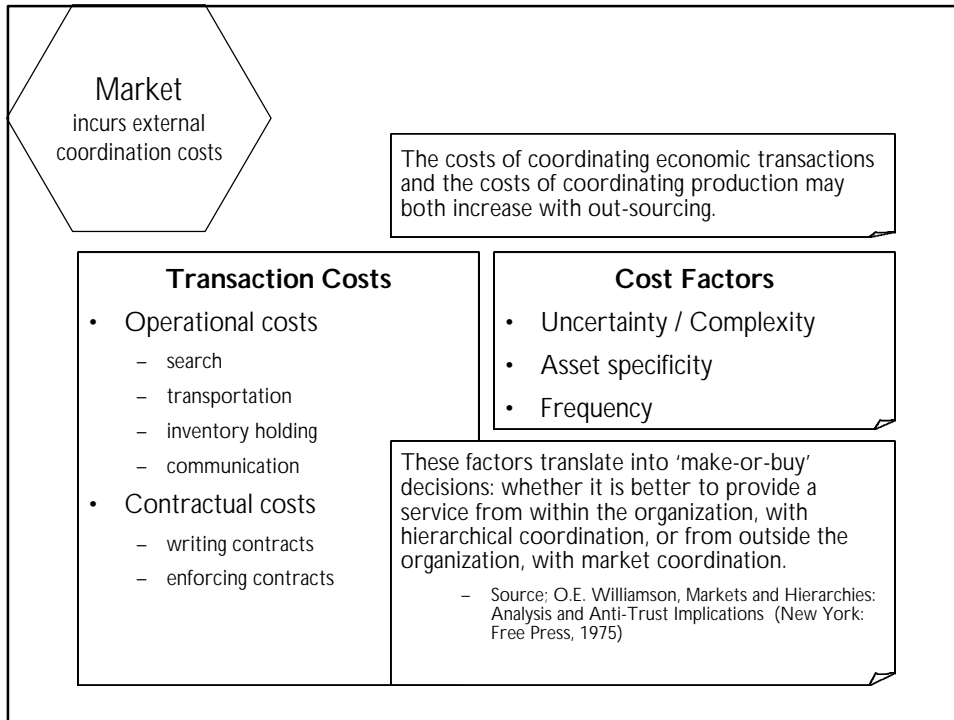 Market
incurs external
coordination costs
The costs of coordinating economic transactions
and the costs of coordinating production may
both increase with out-sourcing.
Transaction Costs
• Operational costs
– search
– transportation
– inventory holding
– communication
• Contractual costs
– writing contracts
– enforcing contracts
Cost Factors
• Uncertainty / Complexity
• Asset specificity
• Frequency
These factors translate into ‘make-or-buy’
decisions: whether it is better to provide a
service from within the organization, with
hierarchical coordination, or from outside the
organization, with market coordination.
– Source; O.E. Williamson, Markets and Hierarchies:
Analysis and Anti-Trust Implications (New York:
Free Press, 1975)